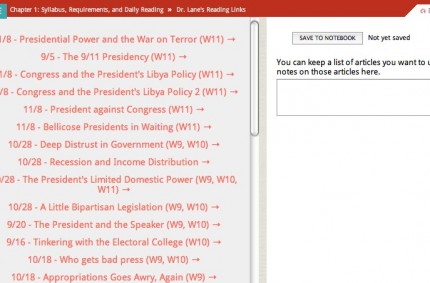 Chapter 1: Syllabus, Requirements, and Daily Reading » Dr. Lane's Reading Links
1/8 - Presidential Power and the War on Terror (W11) →
9/5 - The 9/11 Presidency (W11) →
1/8 - Congress and the President's Libya Policy (W11) →
/8 - Congress and the President's Libya Policy 2 (W11) →
11/8 - President against Congress (W11) →
11/8 - Bellicose Presidents in Waiting (W11) →
10/28 - Deep Distrust in Government (W9, W10) →
10/28 - Recession and Income Distribution →
0/28 - The President's Limited Domestic Power (W9, W10,
W11) →
10/28 - A Little Bipartisan Legislation (W9, W10) →
9/20 - The President and the Speaker (W9, W10) →
9/16 - Tinkering with the Electoral College (W10) →
10/18 - Who gets bad press (W9, W10) →
10/18 - Appropriations Goes Awry, Again (W9) →
SAVE TO NOTEBOOK Not yet saved
You can keep a list of articles you want to u
notes on those articles here.